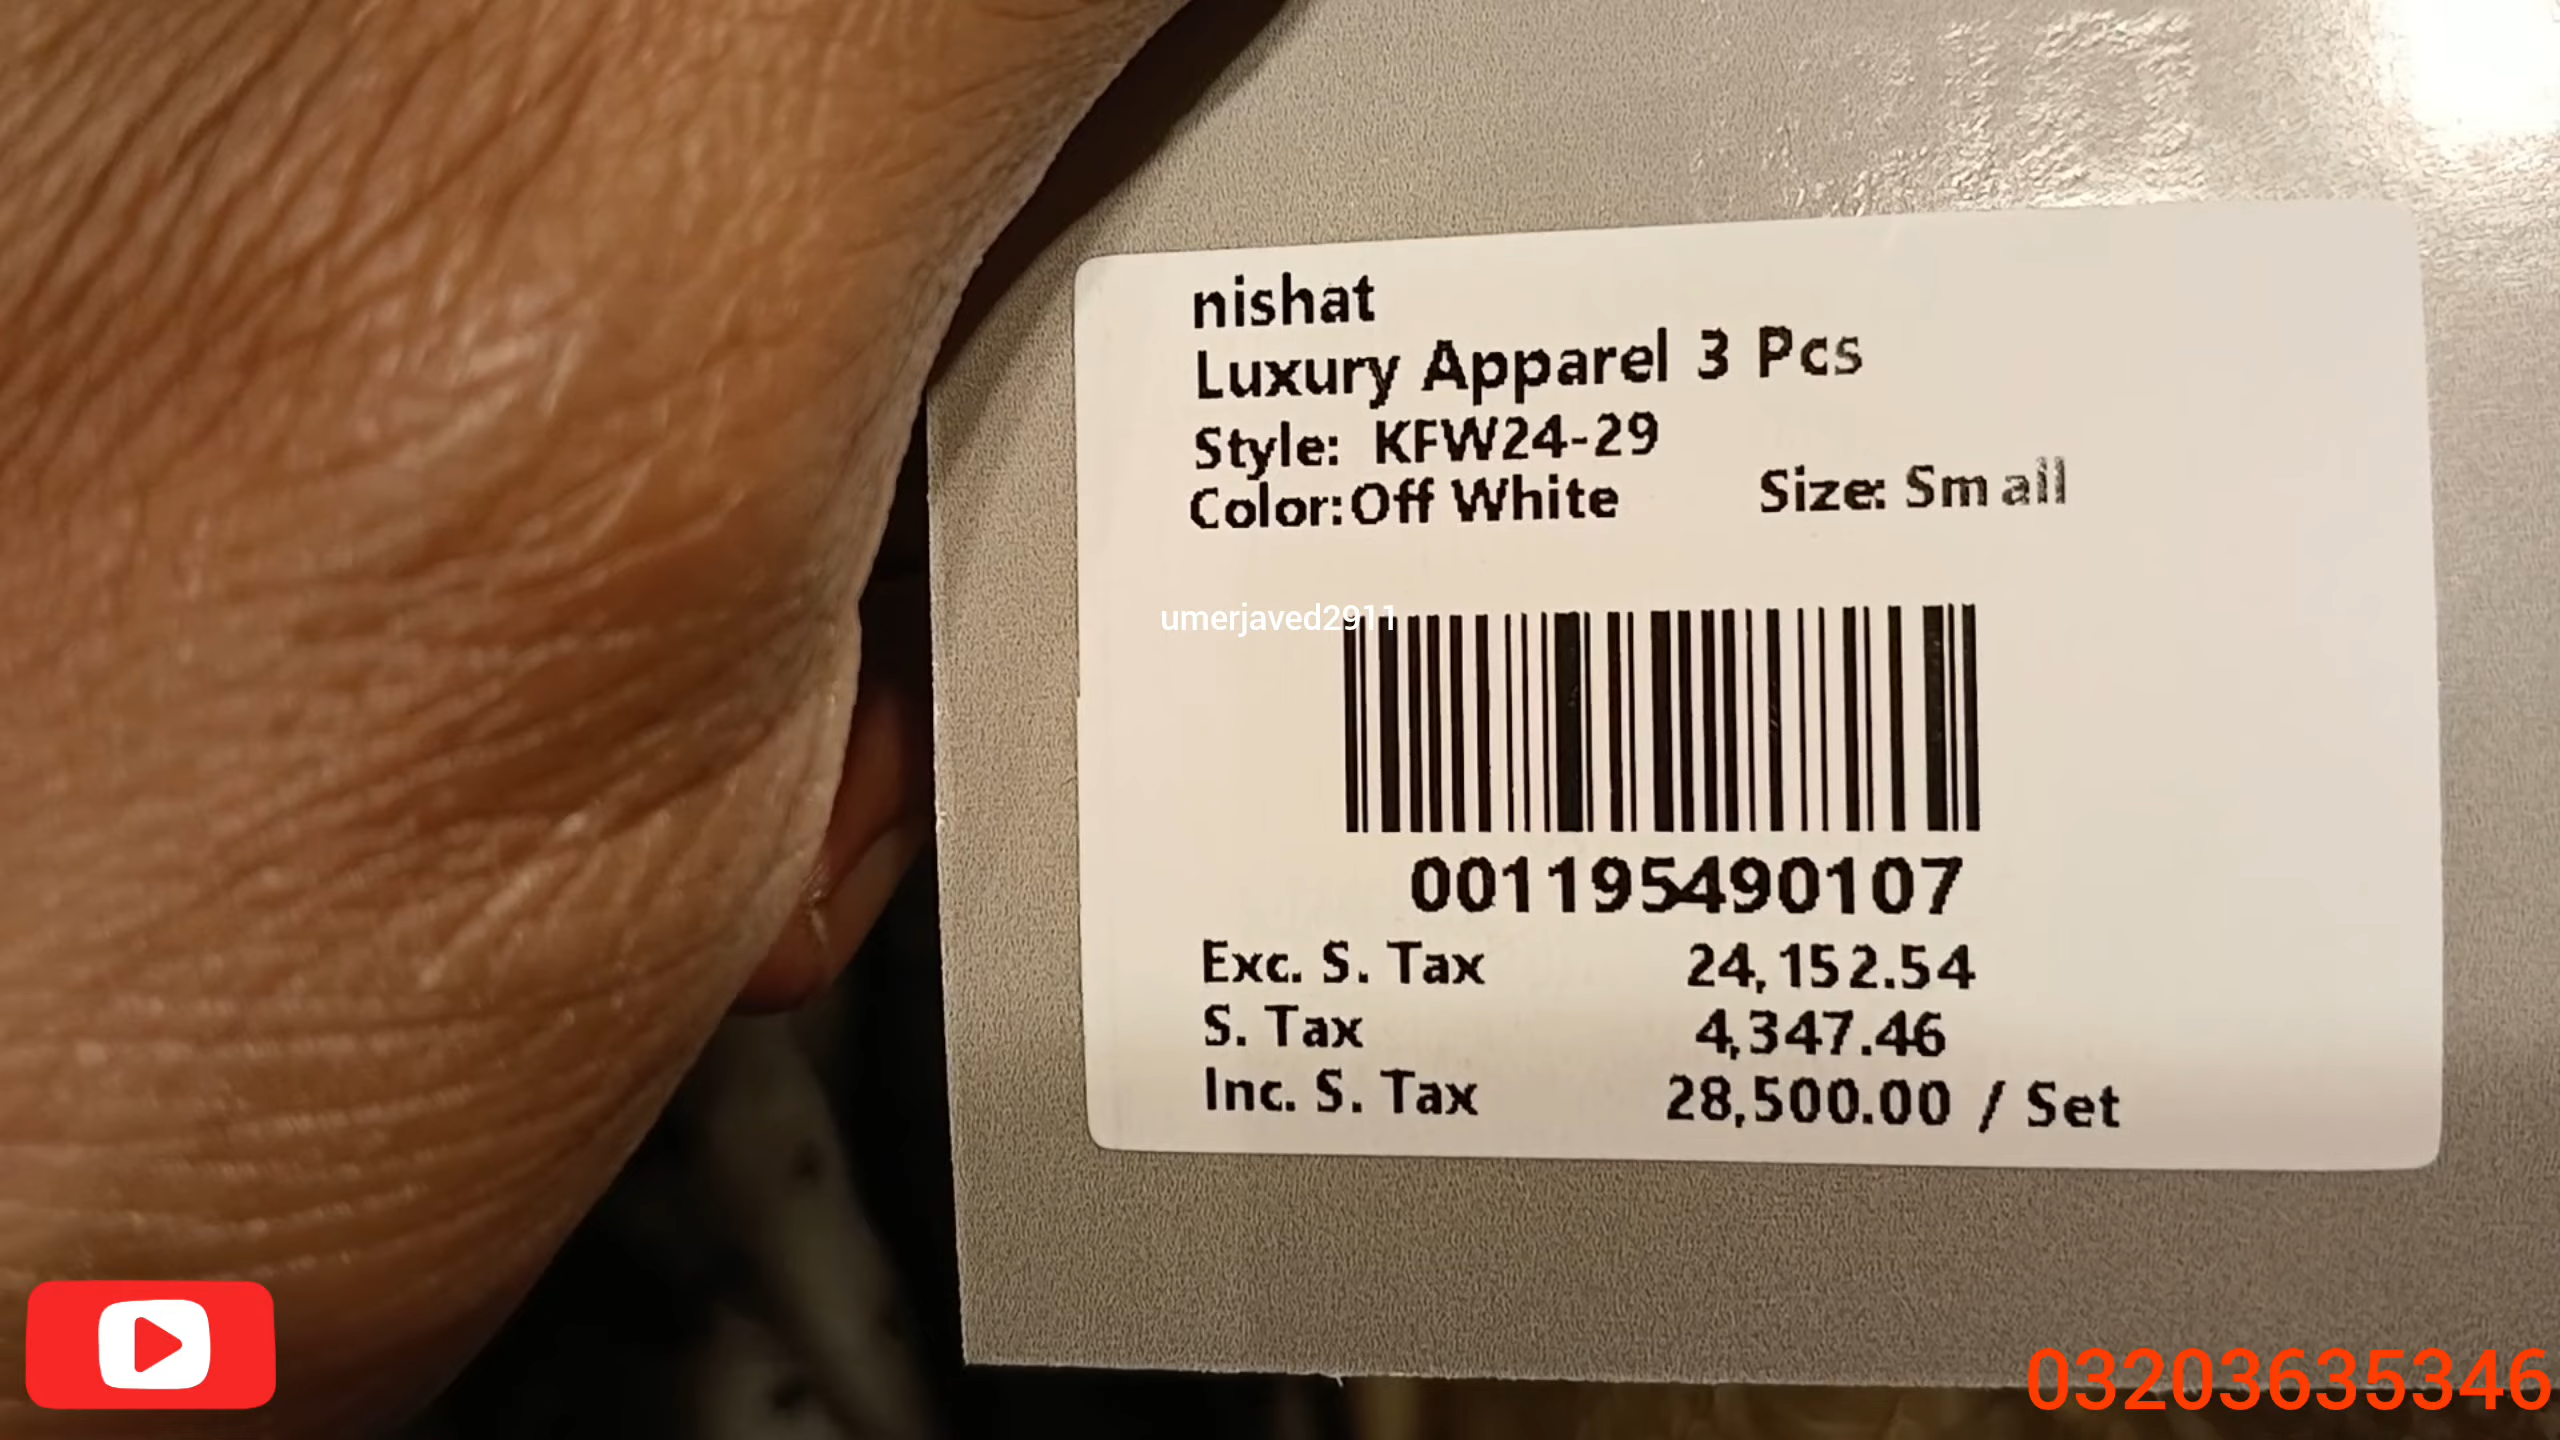 nishat
Luxury Apparel 3 Pcs
Style: KFW24-29
Color: Off White Size: Small
umerjaved2911
001195490107
Exc. S. Tax 24,152.54
S. Tax 4,347.46
Inc. S. Tax 28,500.00 / Set
03203635346